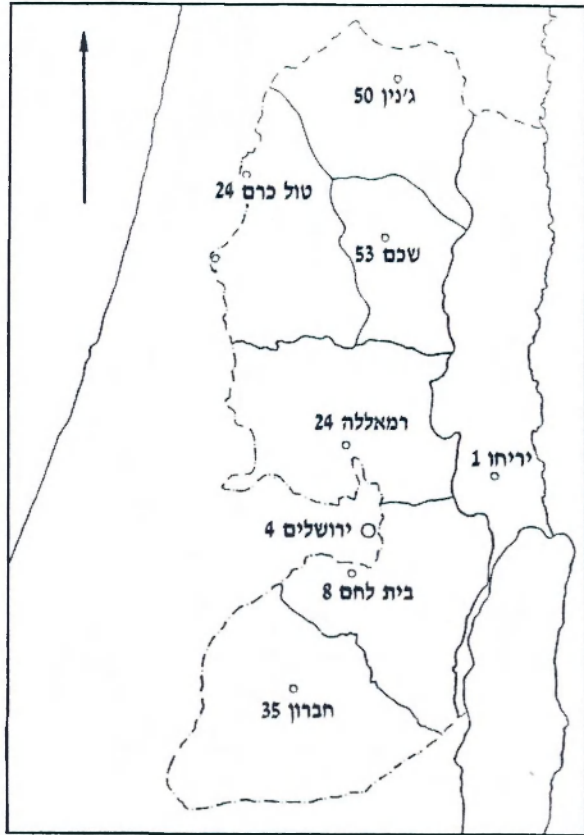 ג'נין 50
טול כרם 24
שכם 53
רמאללה 24
יריחו 1
ירושלים 4
בית לחם 8
חברון 35